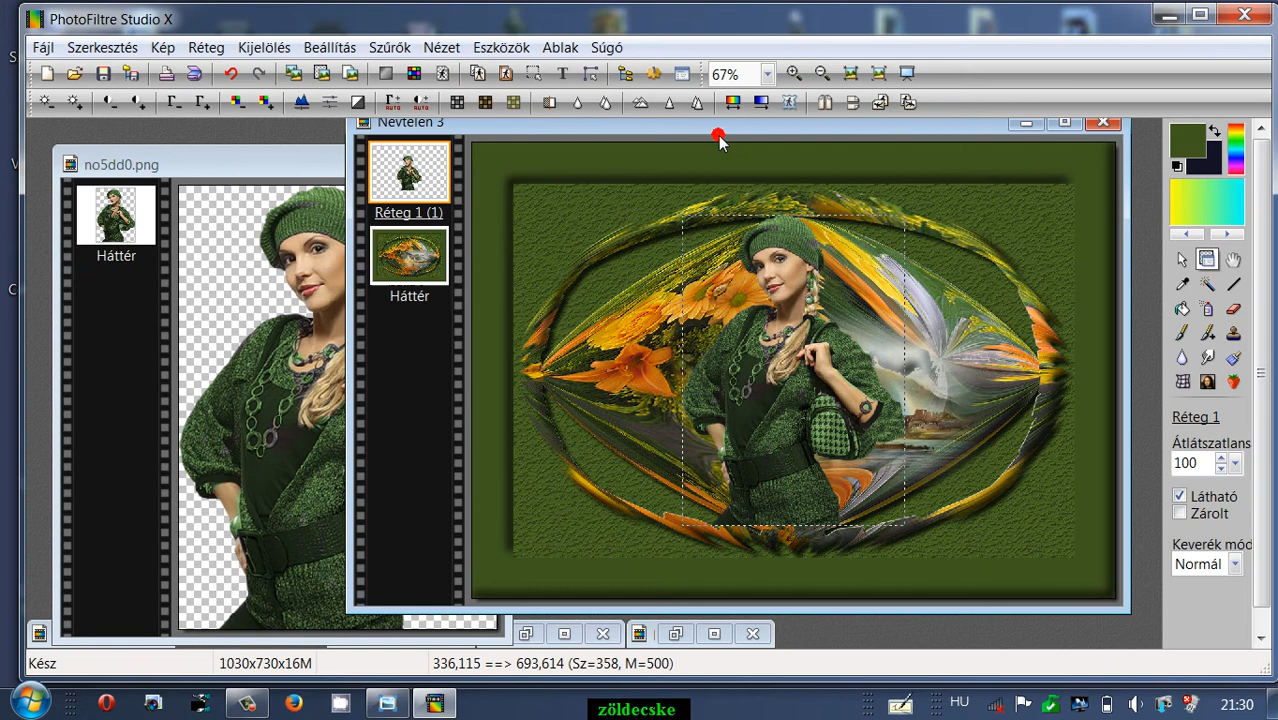 PhotoFiltre Studio X
Fájl Szerkesztés Kép Réteg Kijelölés Beállítás Szűrők Nézet Eszközök Ablak Súgó
67%
Névtelen 3
no5dd0.png
Háttér
Réteg 1 (1)
Háttér
Réteg 1
Átlátszatlans
100
Látható
Zárolt
Keverék mód
Normál
Kész 1030x730x16M 336,115 ==> 693,614 (Sz=358, M=500)
zöldecske
HU
21:30